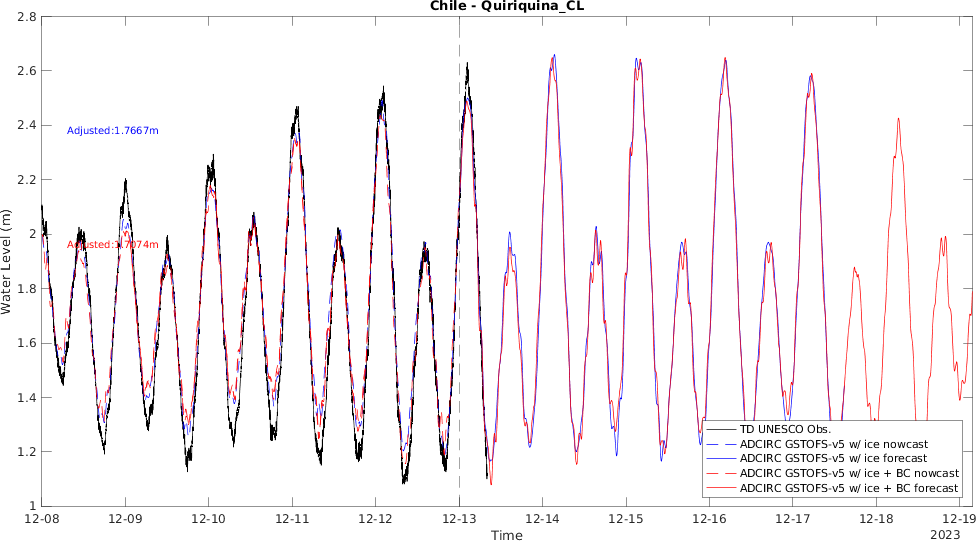 Chile - Quiriquina_CL
2.8
2.6
2.4
2.2
2
1.8
1.6
1.4
1.2
1
Water Level (m)
Adjusted:1.7667m
TD UNESCO Obs.
ADCIRC GSTOFS-v5 w/ ice nowcast
ADCIRC GSTOFS-v5 w/ ice forecast
ADCIRC GSTOFS-v5 w/ ice + BC nowcast
ADCIRC GSTOFS-v5 w/ ice + BC forecast
12-08 12-09 12-10 12-11 12-12 12-13 12-14 12-15 12-16 12-17 12-18 12-19
Time
2023